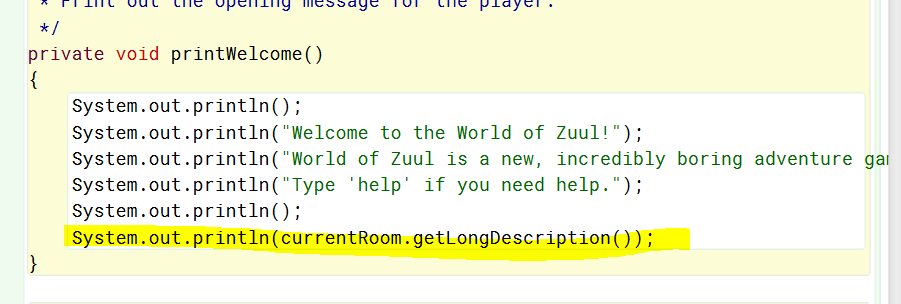 * Print out the opening message for the player.
*/
private void printWelcome()
{
System.out.println();
System.out.println("Welcome to the World of Zuul!");
System.out.println("World of Zuul is a new, incredibly boring adventure
System.out.println("Type 'help' if you need help.");
System.out.println();
System.out.println(currentRoom.getLongDescription());
}